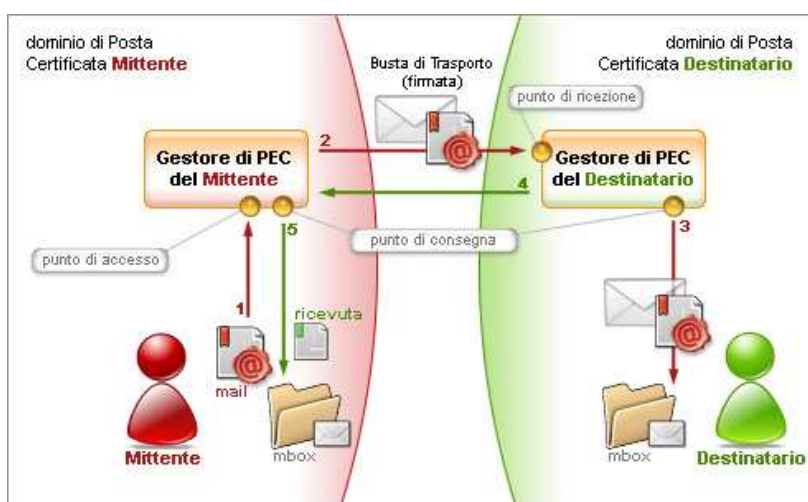 dominio di Posta
Certificata Mittente
Busta di Trasporto
(firmata)
dominio di Posta
Certificata Destinatario
punto di ricezione
2
Gestore di PEC
del Mittente
Gestore di PEC
del Destinatario
4
5
punto di consegna
3
punto di accesso
1
ricevuta
mail
mbox
Mittente
mbox
Destinatario